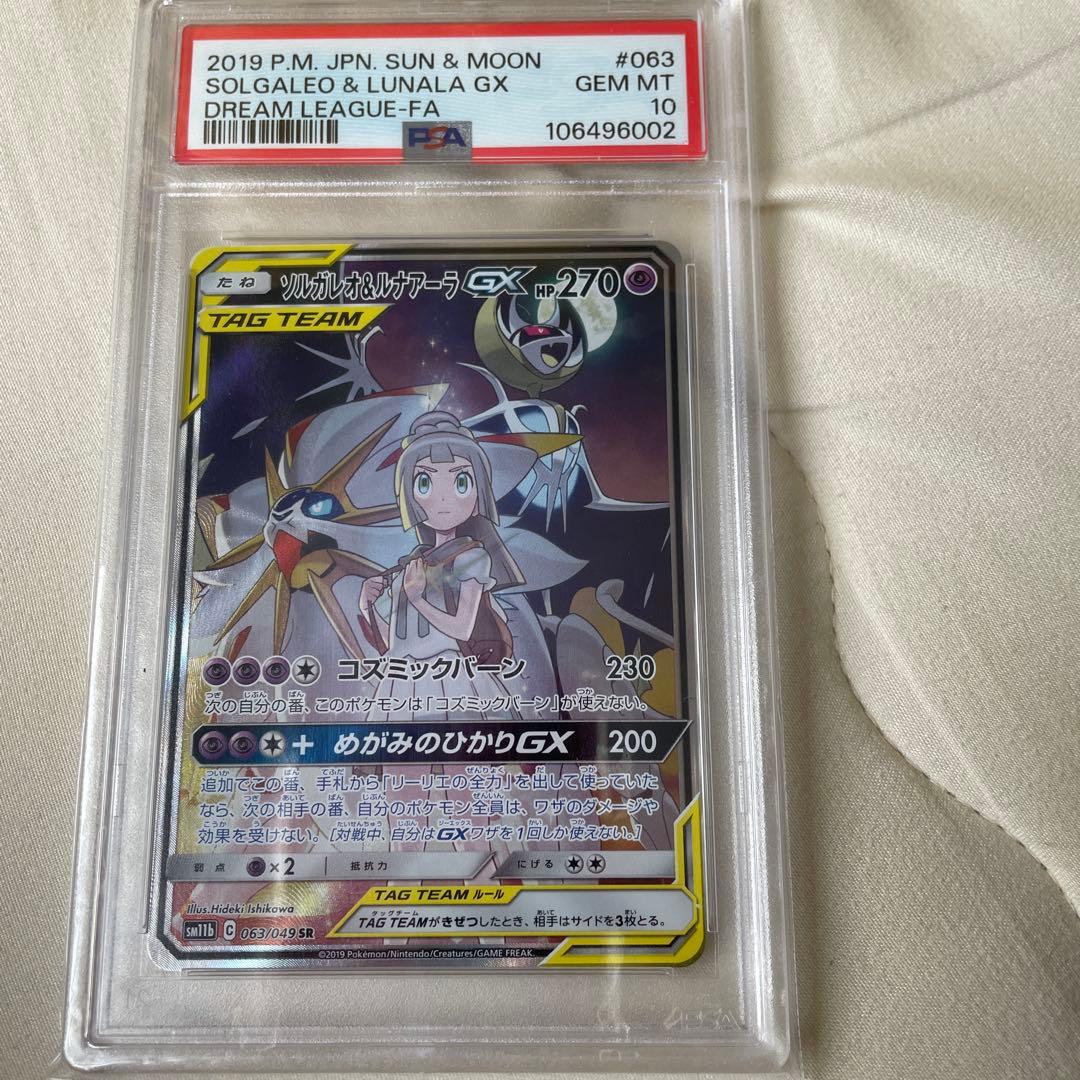 2019 P.M. JPN. SUN & MOON #063
SOLGALEO & LUNALA GX GEM MT
DREAM LEAGUE-FA 10
PSA 106496002
たね ソルガレオ&ルナアーラGX HP270
TAG TEAM
コズミックバーン 230
次の自分の番、このポケモンは「コズミックバーン」が使えない。
+ めがみのひかりGX 200
追加でこの番、手札から「リーリエの全力」を出して使っていた
なら、次の相手の番、自分のポケモン全員は、ワザのダメージや
効果を受けない。[対戦中、自分はGXワザを1回しか使えない。]
弱点 ×2 抵抗力 にげる
TAG TEAM ルール
TAG TEAMがきぜつしたとき、相手はサイドを3枚とる。
Illus.Hideki Ishikawa
sm11b C 063/049 SR
©2019 Pokémon/Nintendo/Creatures/GAME FREAK.